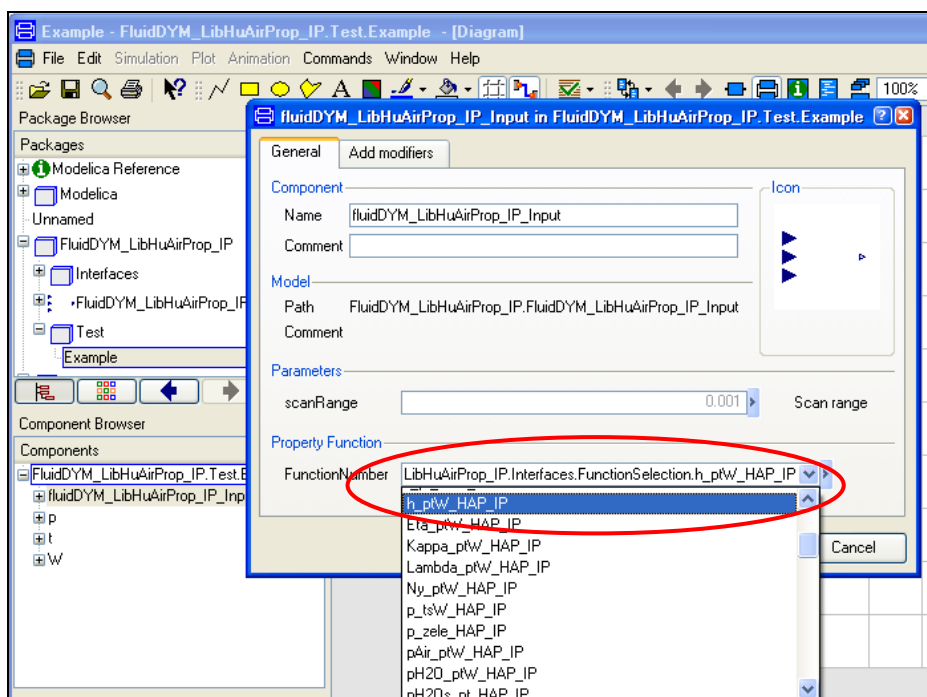 Example - FluidDYM_LibHuAirProp_IP.Test.Example - [Diagram]
File Edit Simulation Plot Animation Commands Window Help
100%
Package Browser
Packages
Modelica Reference
Modelica
Unnamed
FluidDYM_LibHuAirProp_IP
Interfaces
FluidDYM_LibHuAirProp_IP
Test
Example
Component Browser
Components
FluidDYM_LibHuAirProp_IP.Test.E
fluidDYM_LibHuAirProp_IP_Inp
p
t
W
fluidDYM_LibHuAirProp_IP_Input in FluidDYM_LibHuAirProp_IP.Test.Example
General Add modifiers
Component
Icon
Name fluidDYM_LibHuAirProp_IP_Input
Comment
Model
Path FluidDYM_LibHuAirProp_IP.FluidDYM_LibHuAirProp_IP_Input
Comment
Parameters
scanRange 0.001 Scan range
Property Function
FunctionNumber LibHuAirProp_IP.Interfaces.FunctionSelection.h_ptW_HAP_IP
h_ptW_HAP_IP
Eta_ptW_HAP_IP
Kappa_ptW_HAP_IP
Lambda_ptW_HAP_IP
Ny_ptW_HAP_IP
p_tsW_HAP_IP
p_zele_HAP_IP
pAir_ptW_HAP_IP
pH2O_ptW_HAP_IP
pH2Os_pt_HAP_IP
Cancel